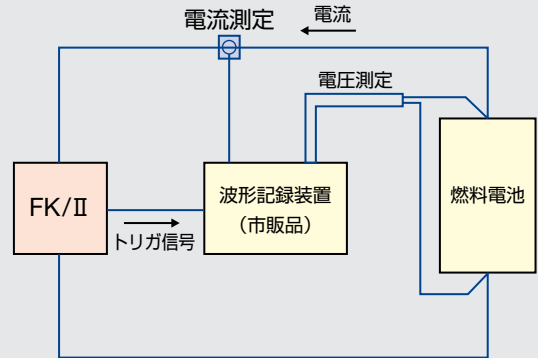 電流測定
電流
電圧測定
FK/Ⅱ
トリガ信号
波形記録装置
(市販品)
燃料電池